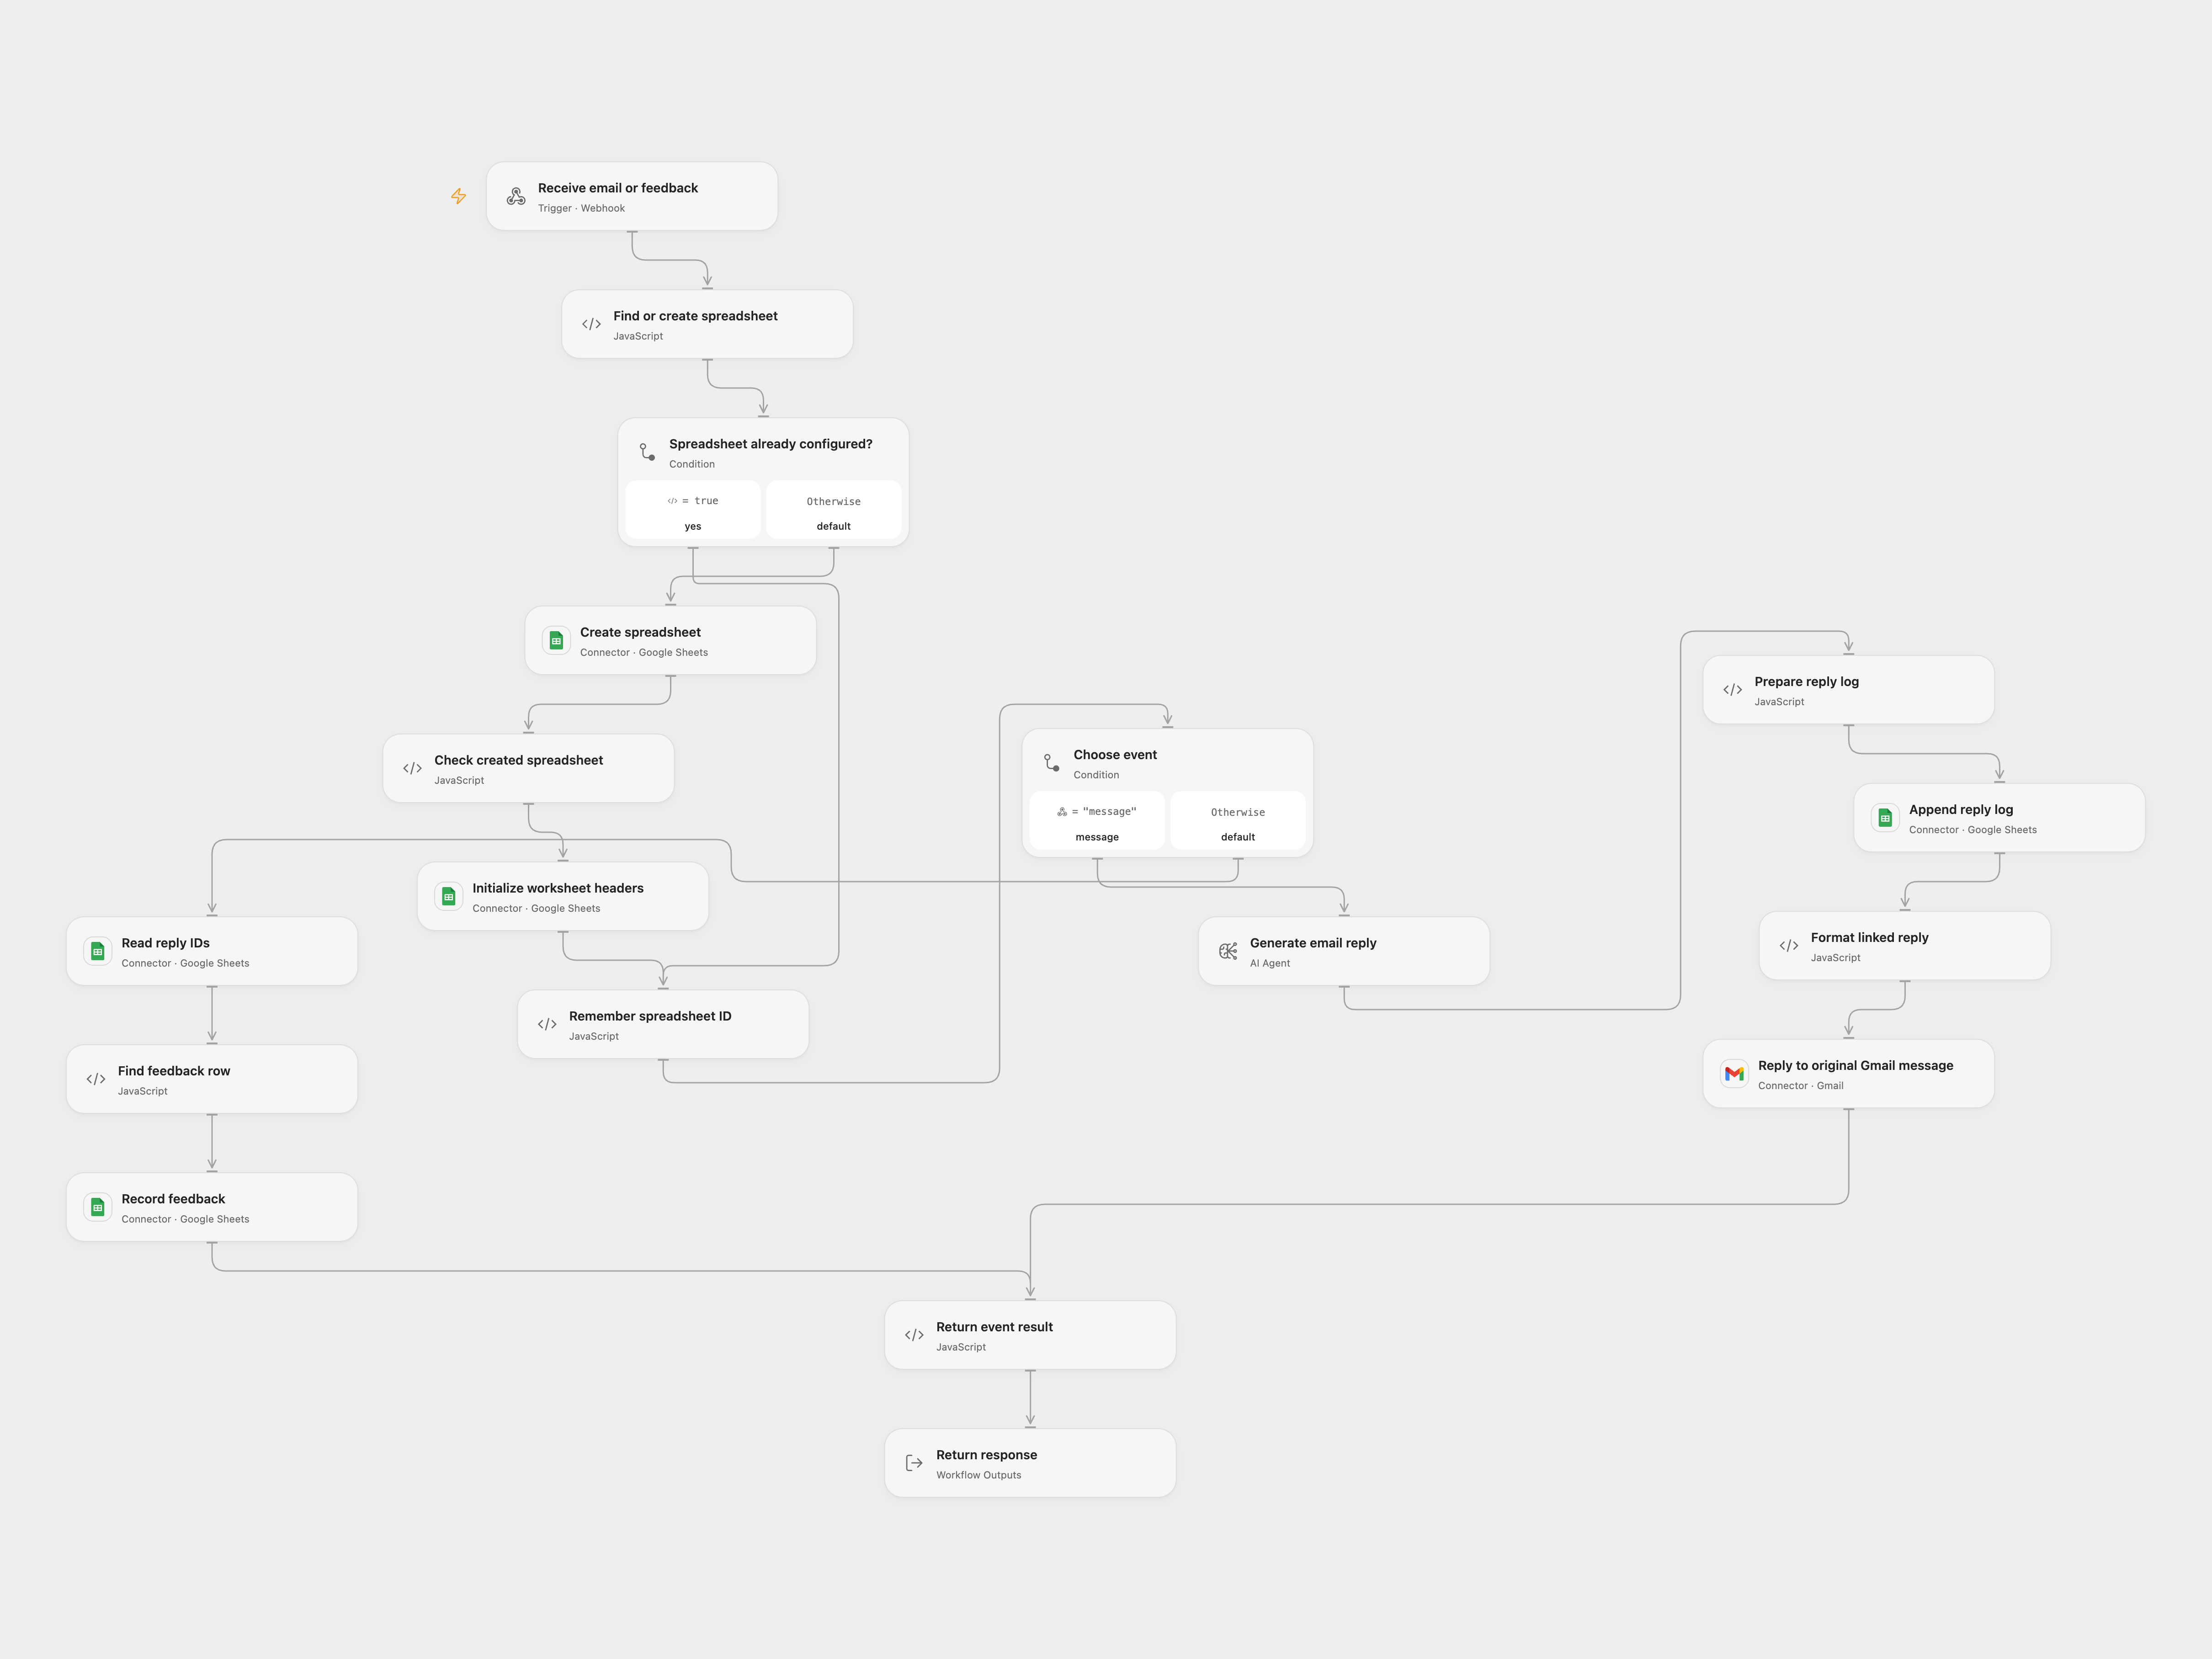 Receive email or feedback
Trigger · Webhook
Find or create spreadsheet
JavaScript
Spreadsheet already configured?
Condition
</> = true
yes
Otherwise
default
Create spreadsheet
Connector · Google Sheets
Check created spreadsheet
JavaScript
Initialize worksheet headers
Connector · Google Sheets
Remember spreadsheet ID
JavaScript
Choose event
Condition
= "message"
message
Otherwise
default
Read reply IDs
Connector · Google Sheets
Find feedback row
JavaScript
Record feedback
Connector · Google Sheets
Generate email reply
AI Agent
Prepare reply log
JavaScript
Append reply log
Connector · Google Sheets
Format linked reply
JavaScript
Reply to original Gmail message
Connector · Gmail
Return event result
JavaScript
Return response
Workflow Outputs